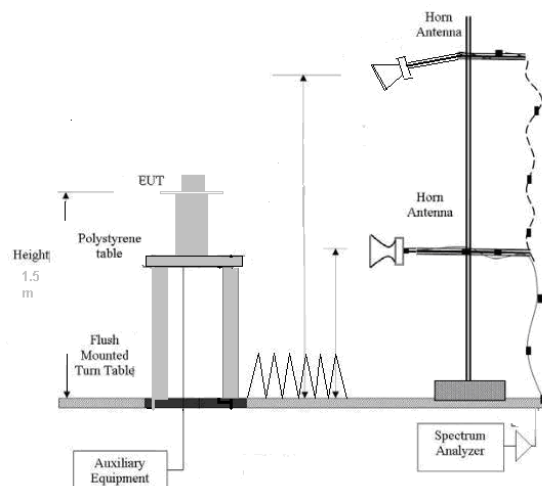 Horn
Antenna
EUT
Horn
Antenna
Polystyrene
table
Height
1.5
m
Flush
Mounted
Turn Table
Spectrum
Analyzer
Auxiliary
Equipment